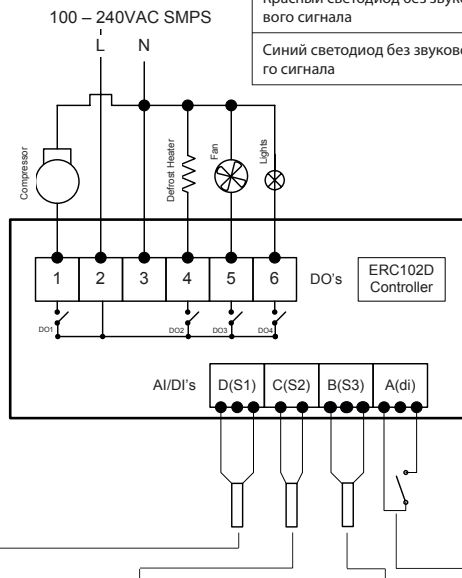 Красный светодиод без звуко
вого сигнала
Синий светодиод без звуково
го сигнала
100 – 240VAC SMPS
L N
Compressor
Defrost Heater
Fan
Lights
1 2 3 4 5 6 DO's
ERC102D
Controller
DO1 DO2 DO3 DO4
AI/DI's D(S1) C(S2) B(S3) A(di)